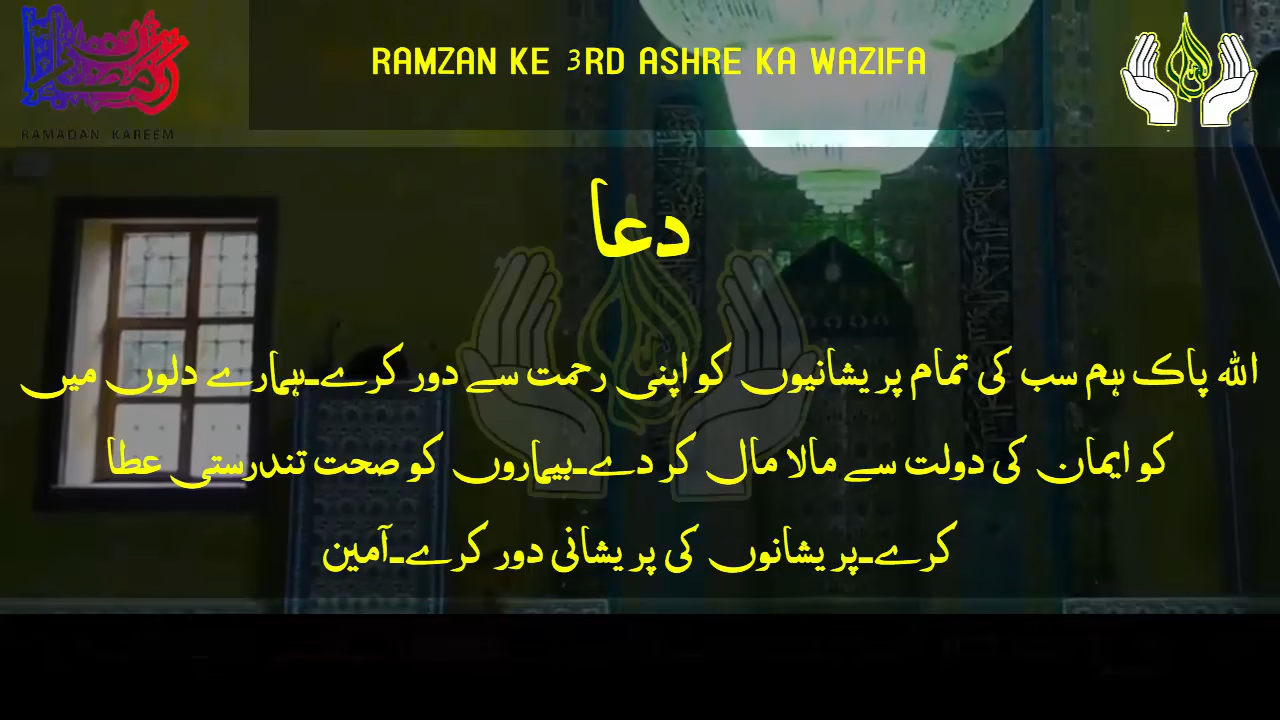 RAMZAN KE 3RD ASHRE KA WAZIFA
RAMADAN KAREEM
دعا
اللہ پاک ہم سب کی تمام پریشانیوں کو اپنی رحمت سے دور کرے۔ہمارے دلوں میں
کو ایمان کی دولت سے مالا مال کر دے۔بیماروں کو صحت تندرستی عطا
کرے۔پریشانوں کی پریشانی دور کرے۔آمین